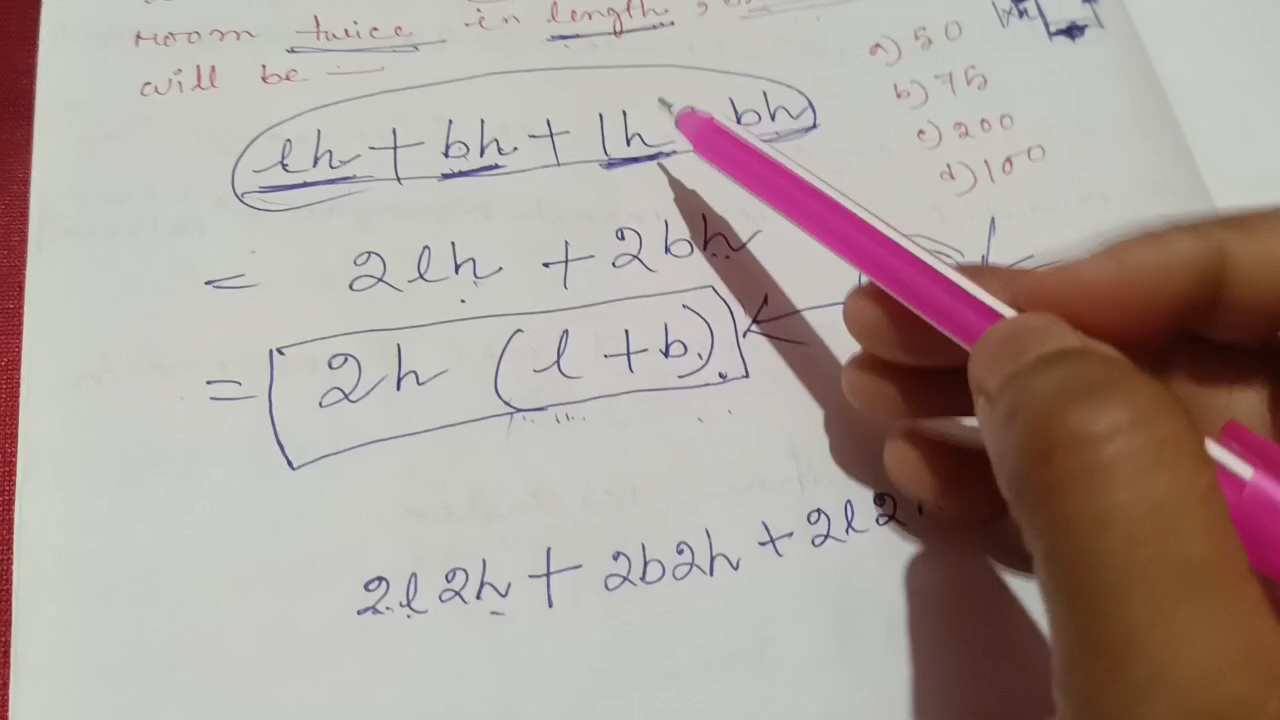 room twice in length,
will be —
a) 50
b) 75
c) 200
d) 100
lh + bh + lh bh
= 2lh + 2bh
= 2h (l + b)
2l2h + 2b2h + 2l2